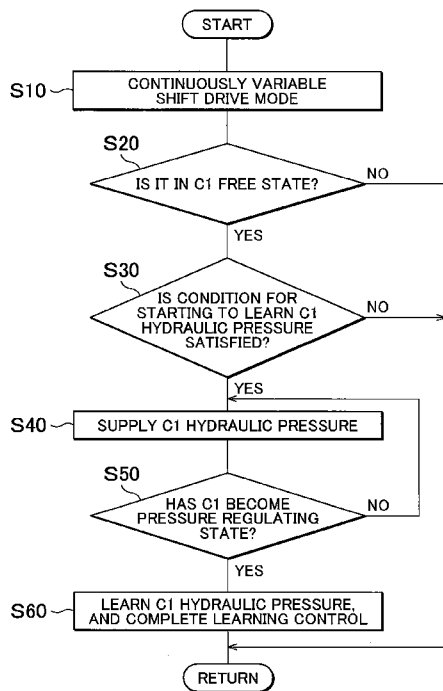 START
S10
CONTINUOUSLY VARIABLE
SHIFT DRIVE MODE
S20
IS IT IN C1 FREE STATE?
NO
YES
S30
IS CONDITION FOR
STARTING TO LEARN C1
HYDRAULIC PRESSURE
SATISFIED?
NO
YES
S40
SUPPLY C1 HYDRAULIC PRESSURE
S50
HAS C1 BECOME
PRESSURE REGULATING
STATE?
NO
YES
S60
LEARN C1 HYDRAULIC PRESSURE,
AND COMPLETE LEARNING CONTROL
RETURN